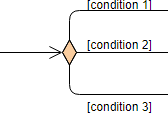 [condition 1]
[condition 2]
[condition 3]